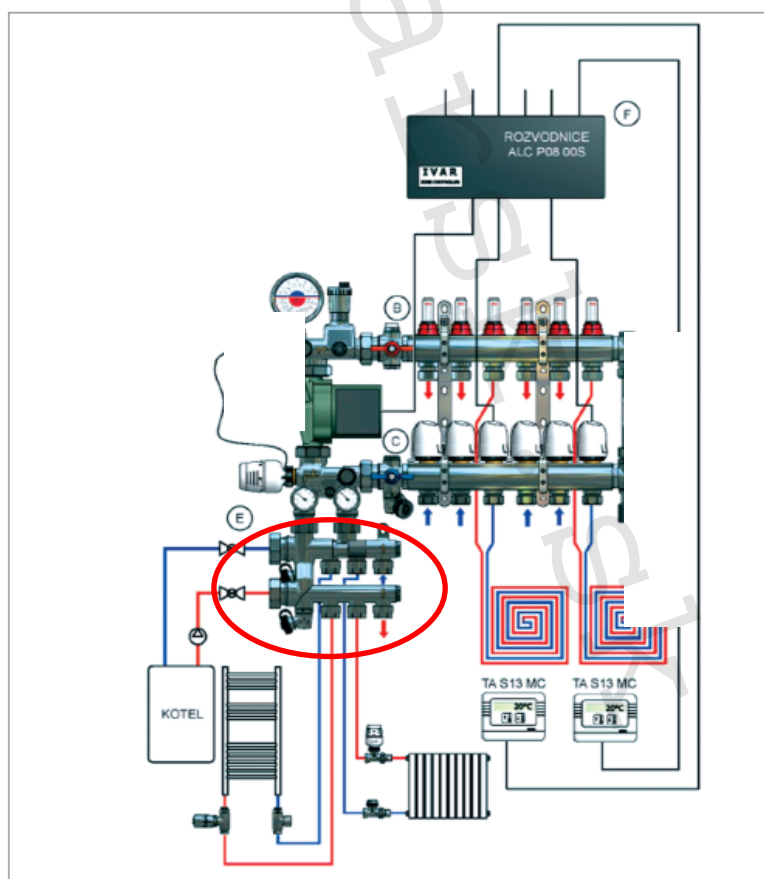 F
ROZVODNICE
ALC P08 00S
IVAR
B
C
E
KOTEL
TA S13 MC
TA S13 MC
20°C
20°C